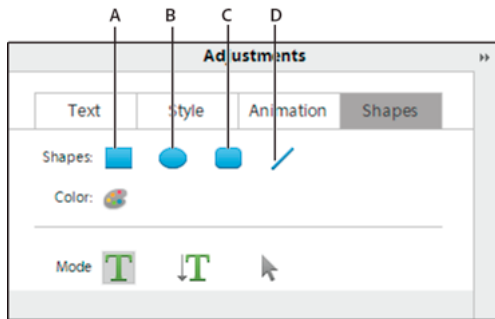 A B C D
Adjustments
Text Style Animation Shapes
Shapes:
Color:
Mode T T